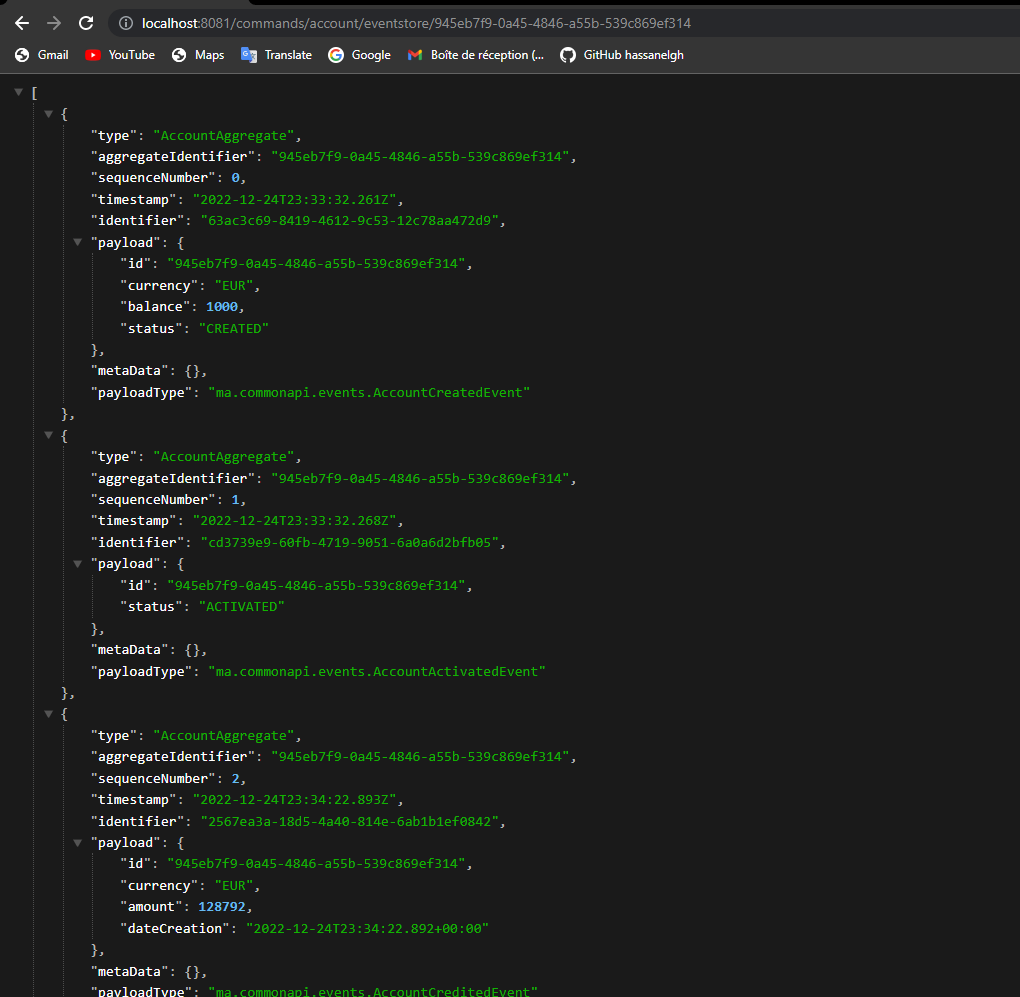 localhost:8081/commands/account/eventstore/945eb7f9-0a45-4846-a55b-539c869ef314
Gmail YouTube Maps Translate Google Boîte de réception (... GitHub hassanelgh
[
{
"type": "AccountAggregate",
"aggregateIdentifier": "945eb7f9-0a45-4846-a55b-539c869ef314",
"sequenceNumber": 0,
"timestamp": "2022-12-24T23:33:32.261Z",
"identifier": "63ac3c69-8419-4612-9c53-12c78aa472d9",
"payload": {
"id": "945eb7f9-0a45-4846-a55b-539c869ef314",
"currency": "EUR",
"balance": 1000,
"status": "CREATED"
},
"metaData": {},
"payloadType": "ma.commonapi.events.AccountCreatedEvent"
},
{
"type": "AccountAggregate",
"aggregateIdentifier": "945eb7f9-0a45-4846-a55b-539c869ef314",
"sequenceNumber": 1,
"timestamp": "2022-12-24T23:33:32.268Z",
"identifier": "cd3739e9-60fb-4719-9051-6a0a6d2bfb05",
"payload": {
"id": "945eb7f9-0a45-4846-a55b-539c869ef314",
"status": "ACTIVATED"
},
"metaData": {},
"payloadType": "ma.commonapi.events.AccountActivatedEvent"
},
{
"type": "AccountAggregate",
"aggregateIdentifier": "945eb7f9-0a45-4846-a55b-539c869ef314",
"sequenceNumber": 2,
"timestamp": "2022-12-24T23:34:22.893Z",
"identifier": "2567ea3a-18d5-4a40-814e-6ab1b1ef0842",
"payload": {
"id": "945eb7f9-0a45-4846-a55b-539c869ef314",
"currency": "EUR",
"amount": 128792,
"dateCreation": "2022-12-24T23:34:22.892+00:00"
},
"metaData": {},
"payloadType": "ma.commonapi.events.AccountCreditedEvent"